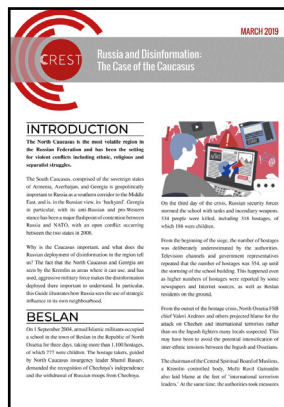 MARCH 2019
CREST
Russia and Disinformation:
The Case of the Caucasus
INTRODUCTION
The North Caucasus is the most volatile region in
the Russian Federation and has been the setting
for violent conflicts including ethnic, religious and
separatist struggles.
The South Caucasus, comprised of the sovereign states
of Armenia, Azerbaijan, and Georgia is geopolitically
important to Russia as a southern corridor to the Middle
East, and is, in the Russian view, its 'backyard'. Georgia
in particular, with its anti-Russian and pro-Western
stance has been a major flashpoint of contention between
Russia and NATO, with an open conflict occurring
between the two states in 2008.
Why is the Caucasus important, and what does the
Russian deployment of disinformation in the region tell
us? The fact that the North Caucasus and Georgia are
seen by the Kremlin as areas where it can use, and has
used, aggressive military force makes the disinformation
deployed there important to understand. In particular,
this Guide illustrates how Russia sees the use of strategic
influence in its own neighbourhood.
BESLAN
On 1 September 2004, armed Islamic militants occupied
a school in the town of Beslan in the Republic of North
Ossetia for three days, taking more than 1,100 hostages,
of which 777 were children. The hostage takers, guided
by North Caucasus insurgency leader Shamil Basaev,
demanded the recognition of Chechnya's independence
and the withdrawal of Russian troops from Chechnya.
On the third day of the crisis, Russian security forces
stormed the school with tanks and incendiary weapons.
334 people were killed, including 318 hostages, of
which 186 were children.
From the beginning of the siege, the number of hostages
was deliberately underestimated by the authorities.
Television channels and government representatives
repeated that the number of hostages was 354, up until
the storming of the school building. This happened even
as higher numbers of hostages were reported by some
newspapers and Internet sources, as well as Beslan
residents on the ground.
From the outset of the hostage crises, North Ossetia FSB
chief Valeri Andreev and others projected blame for the
attack on Chechen and international terrorists rather
than on the Ingush fighters many locals suspected. This
may have been to avoid the potential intensification of
inter-ethnic tensions between the Ingush and Ossetians.
The chairman of the Central Spiritual Board of Muslims,
a Kremlin controlled body, Mufti Ravil Gainutdin
also laid blame at the feet of 'international terrorism
leaders.' At the same time, the authorities took measures